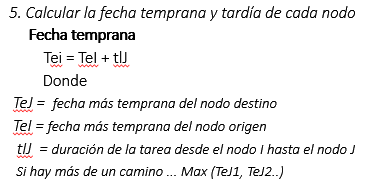 5. Calcular la fecha temprana y tardía de cada nodo
Fecha temprana
Tei = TeI + tIJ
Donde
TeJ = fecha más temprana del nodo destino
TeI = fecha más temprana del nodo origen
tIJ = duración de la tarea desde el nodo I hasta el nodo J
Si hay más de un camino ... Max (TeJ1, TeJ2..)